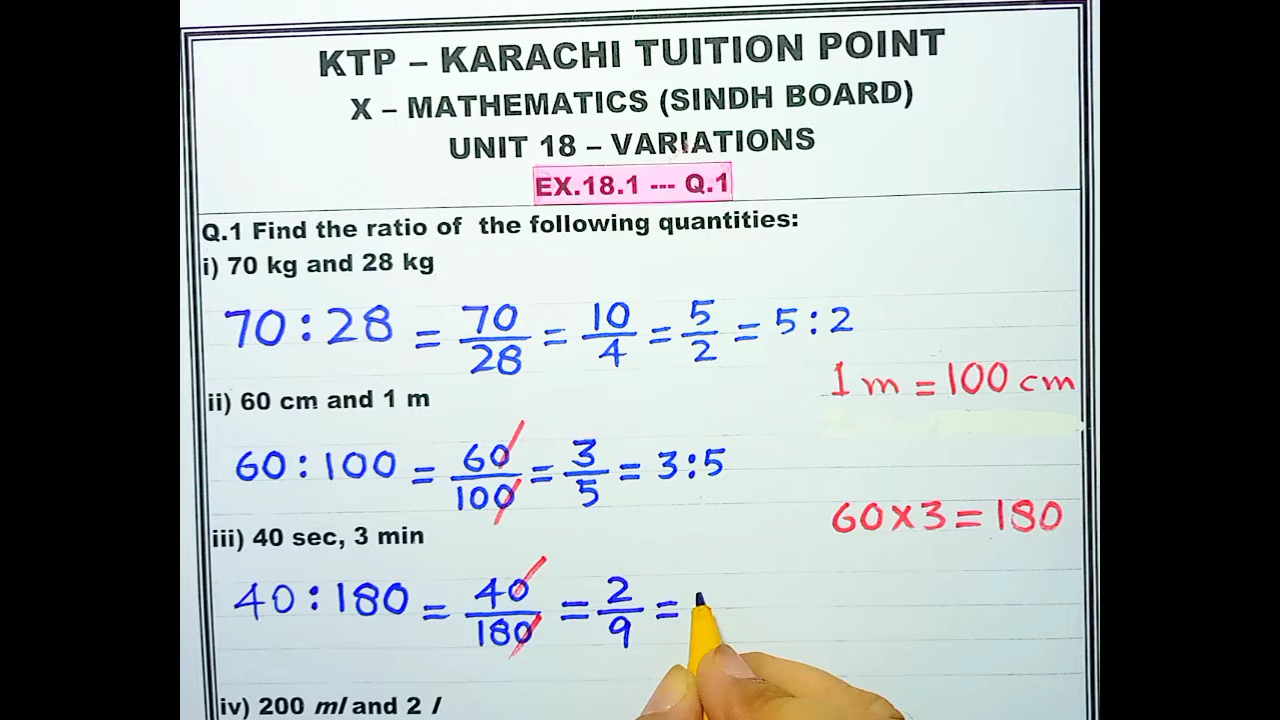 KTP – KARACHI TUITION POINT
X – MATHEMATICS (SINDH BOARD)
UNIT 18 – VARIATIONS
EX.18.1 --- Q.1
Q.1 Find the ratio of the following quantities:
i) 70 kg and 28 kg
70 : 28 = 70/28 = 10/4 = 5/2 = 5 : 2
1 m = 100 cm
ii) 60 cm and 1 m
60 : 100 = 60/100 = 3/5 = 3 : 5
60 × 3 = 180
iii) 40 sec, 3 min
40 : 180 = 40/180 = 2/9 =
iv) 200 ml and 2 l